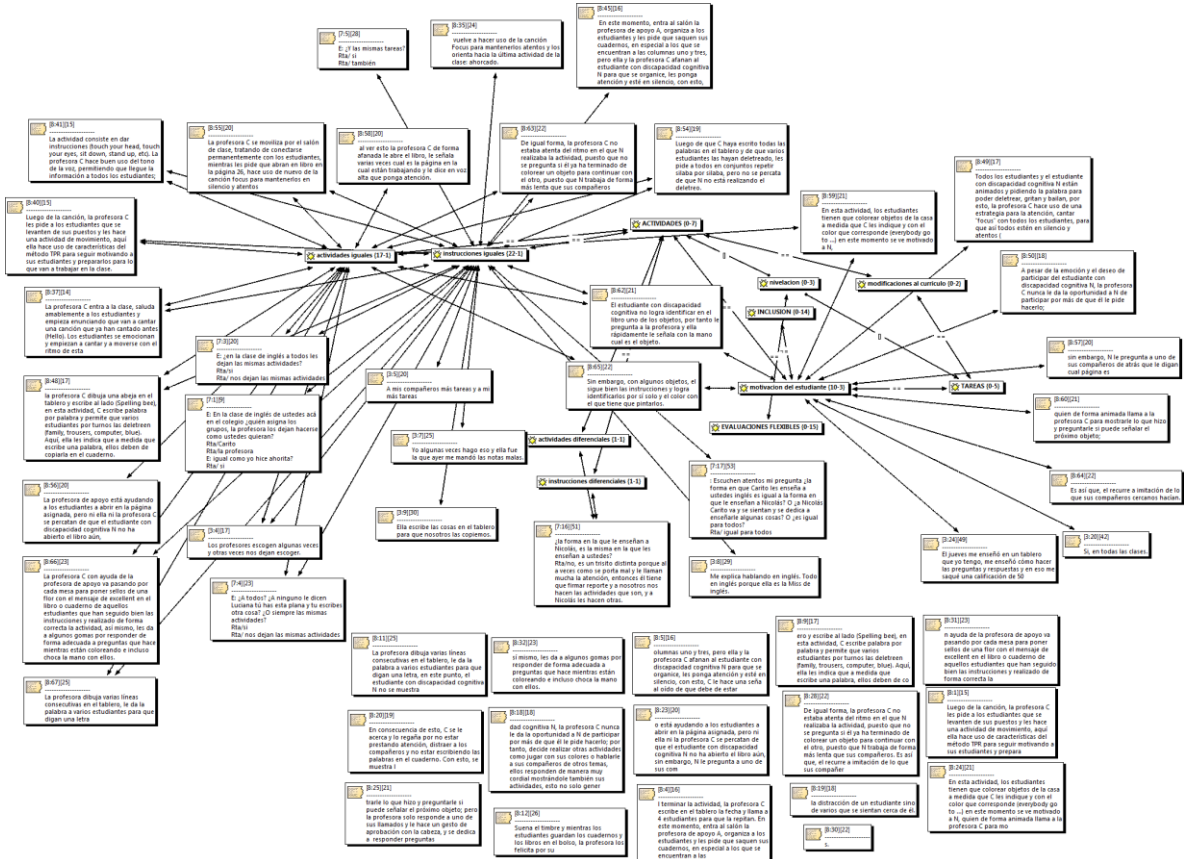 [8:45][16]
En este momento, entra al salón la
profesora de apoyo A, organiza a los
estudiantes y les pide que saquen sus
cuadernos, en especial a los que se
encuentran a las columnas uno y tres,
pero ella y la profesora C afanan al
estudiante con discapacidad cognitiva
N para que se organice, les ponga
atención y esté en silencio, con esto,
[8:35][24]
vuelve a hacer uso de la canción
Focus para mantenerlos atentos y los
orienta hacia la última actividad de la
clase: ahorcado.
[7:5][28]
E: ¿Y las mismas tareas?
Rta/ si
Rta/ también
[8:41][15]
La actividad consiste en dar
instrucciones (touch your head, touch
your eyes, sit down, stand up, etc). La
profesora C hace buen uso del tono
de la voz, permitiendo que llegue la
información a todos los estudiantes;
[8:55][20]
La profesora C se moviliza por el salón
de clase, tratando de conectarse
permanentemente con los estudiantes,
mientras les pide que abran en libro en
la página 26, hace uso de nuevo de la
canción focus para mantenerlos en
silencio y atentos
[8:58][20]
al ver esto la profesora C de forma
afanada le abre el libro, le señala
varias veces cual es la página en la
cual están trabajando y le dice en voz
alta que ponga atención.
[8:63][22]
De igual forma, la profesora C no
estaba atenta del ritmo en el que N
realizaba la actividad, puesto que no
se pregunta si él ya ha terminado de
colorear un objeto para continuar con
el otro, puesto que N trabaja de forma
más lenta que sus compañeros
[8:54][19]
Luego de que C haya escrito todas las
palabras en el tablero y de que varios
estudiantes las hayan deletreado, les
pide a todos en conjuntos repetir
silaba por silaba, pero no se percata
de que N no está realizando el
deletreo.
[8:49][17]
Todos los estudiantes y el estudiante
con discapacidad cognitiva N están
animados y pidiendo la palabra para
poder deletrear, gritan y bailan, por
esto, la profesora C hace uso de una
estrategia para la atención, cantar
"focus" con todos los estudiantes, para
que así todos estén en silencio y
atentos (
[8:59][21]
En esta actividad, los estudiantes
tienen que colorear objetos de la casa
a medida que C les indique y con el
color que corresponde (everybody go
to ...) en este momento se ve motivado
a N,
[8:40][15]
Luego de la canción, la profesora C
les pide a los estudiantes que se
levanten de sus puestos y les hace
una actividad de movimiento, aquí
ella hace uso de características del
método TPR para seguir motivando a
sus estudiantes y prepararlos para lo
que van a trabajar en la clase.
ACTIVIDADES (0-7)
actividades iguales (17-1)
instrucciones iguales (22-1)
nivelacion (0-3)
modificaciones al curriculo (0-2)
INCLUSION (0-14)
[8:50][18]
A pesar de la emoción y el deseo de
participar del estudiante con
discapacidad cognitiva N, la profesora
C nunca le da la oportunidad a N de
participar por más de que él le pide
hacerlo;
[8:37][14]
La profesora C entra a la clase, saluda
amablemente a los estudiantes y
empieza enunciando que van a cantar
una canción que ya han cantado antes
(Hello). Los estudiantes se emocionan
y empiezan a cantar y a moverse con el
ritmo de esta
[8:62][21]
El estudiante con discapacidad
cognitiva no logra identificar en el
libro uno de los objetos, por tanto le
pregunta a la profesora y ella
rápidamente le señala con la mano
cual es el objeto.
[7:3][20]
E: ¿en la clase de inglés a todos les
dejan las mismas actividades?
Rta/si
Rta/ nos dejan las mismas actividades
[8:57][20]
sin embargo, N le pregunta a uno de
sus compañeros de atrás que le digan
cual página es
[8:48][17]
la profesora C dibuja una abeja en el
tablero y escribe al lado (Spelling bee),
en esta actividad, C escribe palabra
por palabra y permite que varios
estudiantes por turnos las deletreen
(family, trousers, computer, blue).
Aquí, ella les indica que a medida que
escribe una palabra, ellos deben de
copiarla en el cuaderno.
[3:5][20]
A mis compañeros más tareas y a mi
más tareas
[8:65][22]
Sin embargo, con algunos objetos, el
sigue bien las instrucciones y logra
identificarlos por sí solo y el color con
el que tiene que pintarlos.
motivacion del estudiante (10-3)
TAREAS (0-5)
[7:1][9]
E: En la clase de inglés de ustedes acá
en el colegio ¿quién asigna los
grupos, la profesora los dejan hacerse
como ustedes quieran?
Rta/Carito
Rta/la profesora
E: igual como yo hice ahorita?
Rta/ si
[8:60][21]
quien de forma animada llama a la
profesora C para mostrarle lo que hizo
y preguntarle si puede señalar el
próximo objeto;
EVALUACIONES FLEXIBLES (0-15)
actividades diferenciales (1-1)
[3:7][25]
Yo algunas veces hago eso y ella fue
la que ayer me mandó las notas malas.
[7:17][53]
: Escuchen atentos mi pregunta ¿la
forma en que Carito les enseña a
ustedes inglés es igual a la forma en
que le enseñan a Nicolás? O ¿a Nicolás
Carito va y se sientan y se dedica a
enseñarle algunas cosas? O ¿es igual
para todos?
Rta/ igual para todos
[8:64][22]
Es así que, el recurre a imitación de lo
que sus compañeros cercanos hacían.
instrucciones diferenciales (1-1)
[8:56][20]
La profesora de apoyo está ayudando
a los estudiantes a abrir en la página
asignada, pero ni ella ni la profesora C
se percatan de que el estudiante con
discapacidad cognitiva N no ha
abierto el libro aún,
[3:9][30]
Ella escribe las cosas en el tablero
para que nosotros las copiemos.
[7:16][51]
¿la forma en la que le enseñan a
Nicolás, es la misma en la que les
enseñan a ustedes?
Rta/no, es un trisito distinta porque al
a veces como se porta mal y le llaman
mucha la atención, entonces él tiene
que firmar reporte y a nosotros nos
hacen las actividades que son, y a
Nicolás le hacen otras.
[3:4][17]
Los profesores escogen algunas veces
y otras veces nos dejan escoger.
[3:24][49]
El jueves me enseñó en un tablero
que yo tengo, me enseñó cómo hacer
las preguntas y respuestas y en eso me
saqué una calificación de 50
[3:20][42]
Si, en todas las clases.
[8:66][23]
La profesora C con ayuda de la
profesora de apoyo va pasando por
cada mesa para poner sellos de una
flor con el mensaje de excellent en el
libro o cuaderno de aquellos
estudiantes que han seguido bien las
instrucciones y realizado de forma
correcta la actividad, así mismo, les da
a algunos gomas por responder de
forma adecuada a preguntas que hace
mientras están coloreando e incluso
choca la mano con ellos.
[3:8][29]
Me explica hablando en inglés. Todo
en inglés porque ella es la Miss de
inglés.
[7:4][23]
E: ¿A todos? ¿A ninguno le dicen
Luciana tú has esta plana y tu escribes
otra cosa? ¿O siempre las mismas
actividades?
Rta/si
Rta/ nos dejan las mismas actividades
[8:67][25]
La profesora dibuja varias líneas
consecutivas en el tablero, le da la
palabra a varios estudiantes para que
digan una letra
[8:11][25]
La profesora dibuja varias líneas
consecutivas en el tablero, le da la
palabra a varios estudiantes para que
digan una letra, en este punto, el
estudiante con discapacidad cognitiva
N no se muestra
[8:32][23]
si mismo, les da a algunos gomas por
responder de forma adecuada a
preguntas que hace mientras están
coloreando e incluso choca la mano
con ellos.
[8:5][16]
olumnas uno y tres, pero ella y la
profesora C afanan al estudiante con
discapacidad cognitiva N para que se
organice, les ponga atención y esté en
silencio, con esto, C le hace una seña
al oído de que debe de estar
[8:9][17]
ero y escribe al lado (Spelling bee), en
esta actividad, C escribe palabra por
palabra y permite que varios
estudiantes por turnos las deletreen
(family, trousers, computer, blue). Aquí,
ella les indica que a medida que
escribe una palabra, ellos deben de co
[8:31][23]
n ayuda de la profesora de apoyo va
pasando por cada mesa para poner
sellos de una flor con el mensaje de
excellent en el libro o cuaderno de
aquellos estudiantes que han seguido
bien las instrucciones y realizado de
forma correcta la
[8:20][19]
En consecuencia de esto, C se le
acerca y lo regaña por no estar
prestando atención, distraer a los
compañeros y no estar escribiendo las
palabras en el cuaderno. Con esto, se
muestra i
[8:18][18]
dad cognitiva N, la profesora C nunca
le da la oportunidad a N de participar
por más de que él le pide hacerlo; por
tanto, decide realizar otras actividades
como jugar con sus colores o hablarle
a sus compañeros de otros temas,
ellos responden de manera muy
cordial mostrándole también sus
actividades, esto no solo gener
[8:23][20]
o está ayudando a los estudiantes a
abrir en la página asignada, pero ni
ella ni la profesora C se percatan de
que el estudiante con discapacidad
cognitiva N no ha abierto el libro aún,
sin embargo, N le pregunta a uno de
sus com
[8:28][22]
De igual forma, la profesora C no
estaba atenta del ritmo en el que N
realizaba la actividad, puesto que no
se pregunta si él ya ha terminado de
colorear un objeto para continuar con
el otro, puesto que N trabaja de forma
más lenta que sus compañeros. Es así
que, el recurre a imitación de lo que
sus compañer
[8:1][15]
Luego de la canción, la profesora C
les pide a los estudiantes que se
levanten de sus puestos y les hace
una actividad de movimiento, aquí
ella hace uso de características del
método TPR para seguir motivando a
sus estudiantes y prepara
[8:25][21]
trarle lo que hizo y preguntarle si
puede señalar el próximo objeto; pero
la profesora solo responde a uno de
sus llamados y le hace un gesto de
aprobación con la cabeza, y se dedica
a responder preguntas
[8:12][26]
Suena el timbre y mientras los
estudiantes guardan los cuadernos y
los libros en el bolso, la profesora los
felicita por su
[8:4][16]
l terminar la actividad, la profesora C
escribe en el tablero la fecha y llama a
4 estudiantes para que la repitan. En
este momento, entra al salón la
profesora de apoyo A, organiza a los
estudiantes y les pide que saquen sus
cuadernos, en especial a los que se
encuentran a las
[8:19][18]
la distracción de un estudiante sino
de varios que se sientan cerca de él.
[8:24][21]
En esta actividad, los estudiantes
tienen que colorear objetos de la casa
a medida que C les indique y con el
color que corresponde (everybody go
to ...) en este momento se ve motivado
a N, quien de forma animada llama a la
profesora C para mo
[8:30][22]
s.